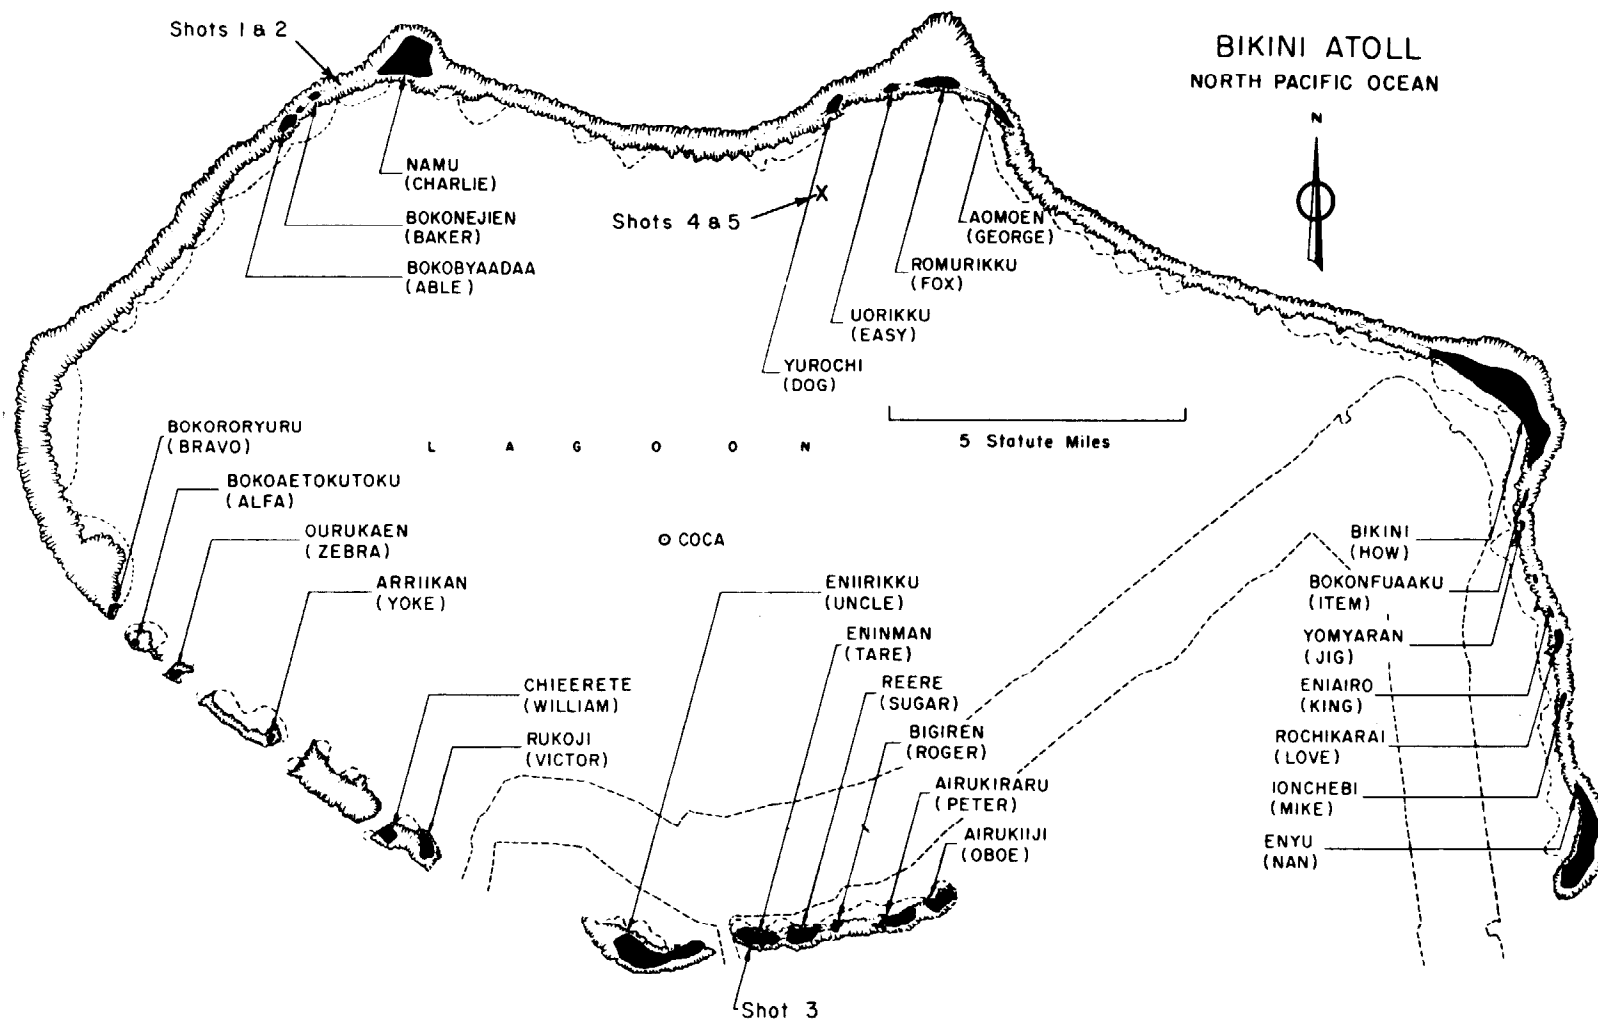 Shots 1 & 2
BIKINI ATOLL
NORTH PACIFIC OCEAN
N
NAMU
(CHARLIE)
BOKONEJIEN
(BAKER)
BOKOBYAADAA
(ABLE)
Shots 4 & 5
X
AOMOEN
(GEORGE)
ROMURIKKU
(FOX)
UORIKKU
(EASY)
YUROCHI
(DOG)
5 Statute Miles
LAGOON
BOKORORYURU
(BRAVO)
BOKOAETOKUTOKU
(ALFA)
OURUKAEN
(ZEBRA)
ARRIIKAN
(YOKE)
COCA
ENIIRIKKU
(UNCLE)
ENINMAN
(TARE)
REERE
(SUGAR)
BIGIREN
(ROGER)
AIRUKIRARU
(PETER)
AIRUKIIJI
(OBOE)
CHIEERETE
(WILLIAM)
RUKOJI
(VICTOR)
BIKINI
(HOW)
BOKONFUAAKU
(ITEM)
YOMYARAN
(JIG)
ENIAIRO
(KING)
ROCHIKARAI
(LOVE)
IONCHEBI
(MIKE)
ENYU
(NAN)
Shot 3